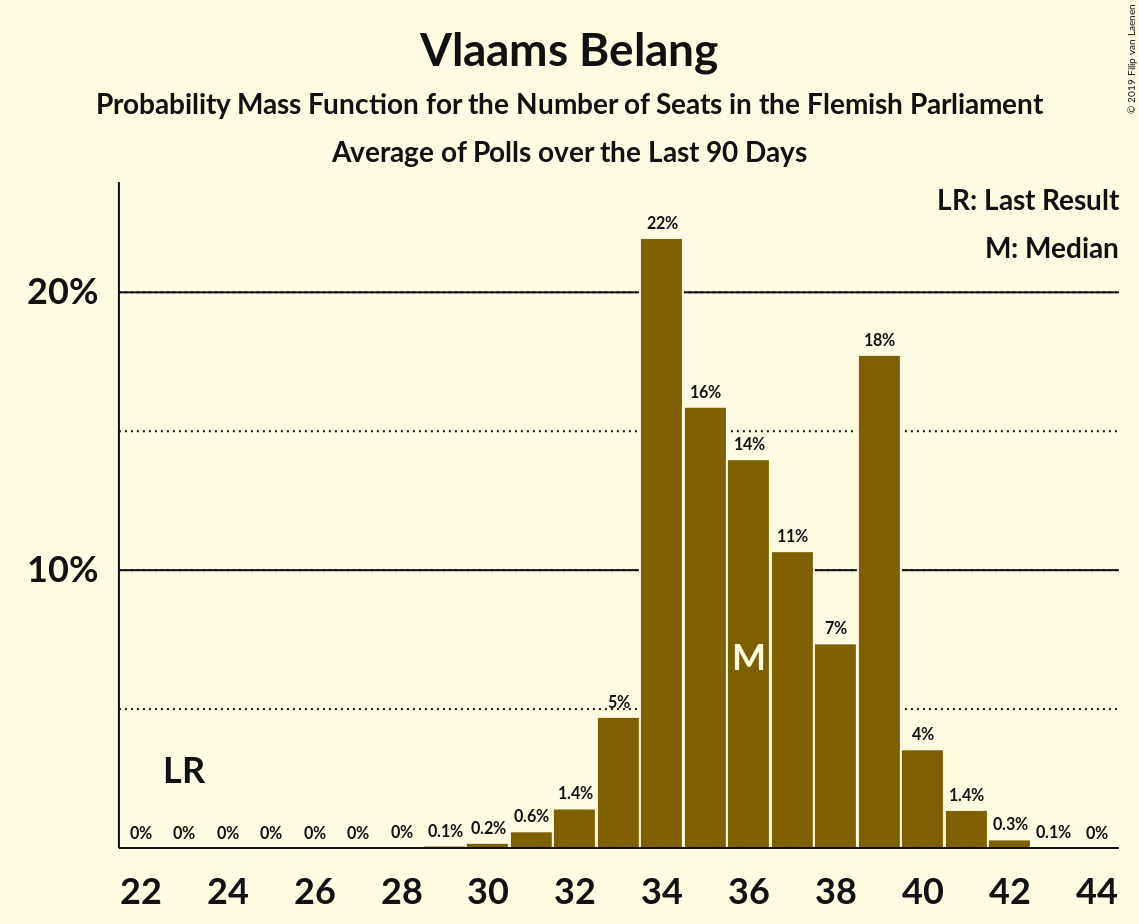 Vlaams Belang
Probability Mass Function for the Number of Seats in the Flemish Parliament
Average of Polls over the Last 90 Days
© 2019 Filip van Laenen
LR: Last Result
M: Median
20%
10%
22%
18%
16%
14%
11%
7%
5%
4%
1.4%
1.4%
0.6%
0.3%
0.2%
0.1%
0.1%
0%
0%
0%
0%
0%
0%
0%
0%
LR
M
22 24 26 28 30 32 34 36 38 40 42 44